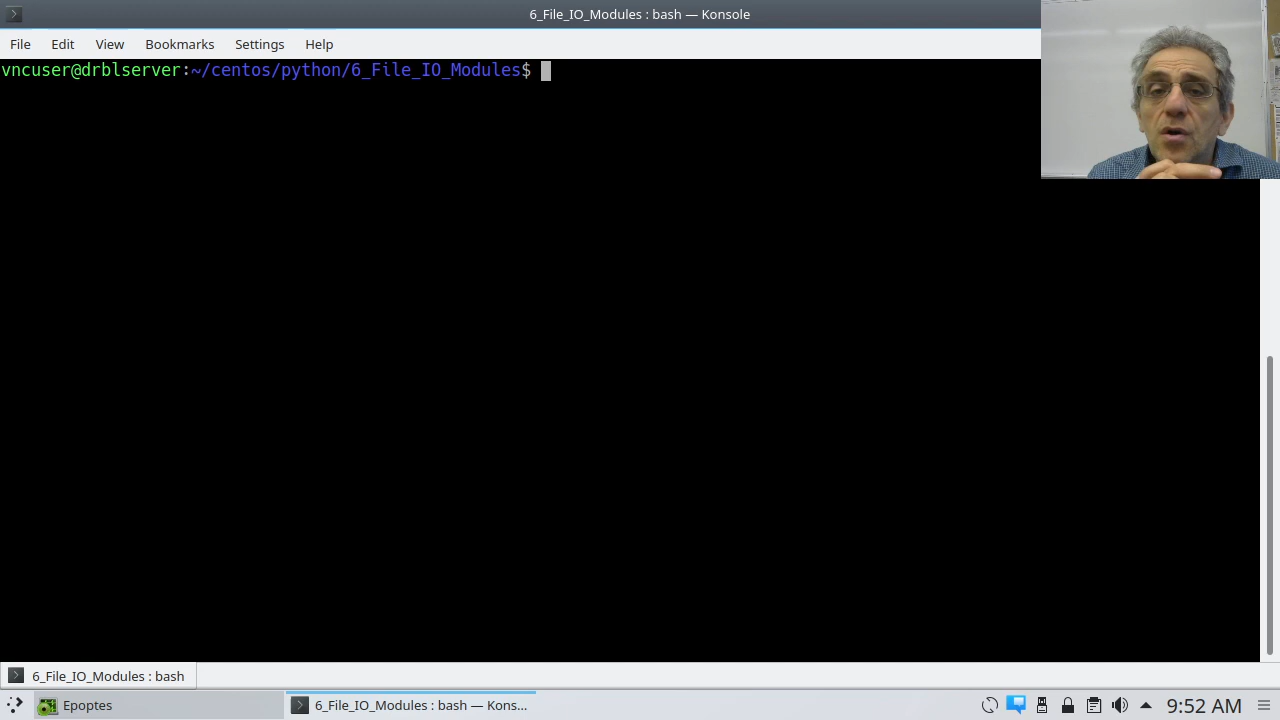 6_File_IO_Modules : bash — Konsole
File Edit View Bookmarks Settings Help
vncuser@drblserver:~/centos/python/6_File_IO_Modules$
6_File_IO_Modules : bash
Epoptes
6_File_IO_Modules : bash — Kons...
9:52 AM